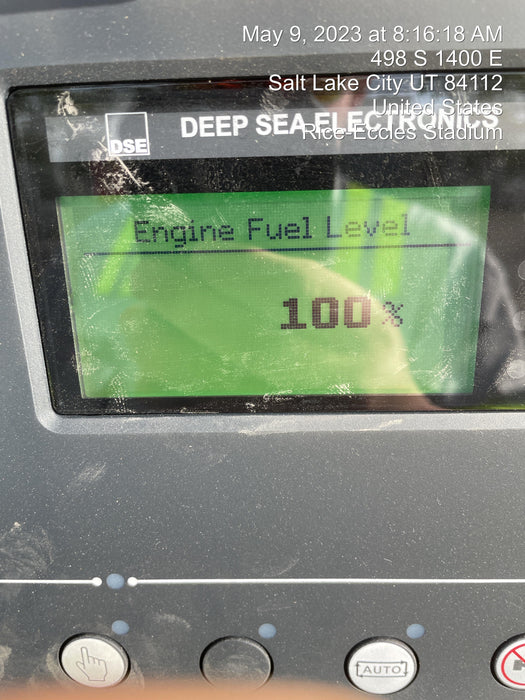 May 9, 2023 at 8:16:18 AM
498 S 1400 E
Salt Lake City UT 84112
United States
Rice-Eccles Stadium
DSE
DEEP SEA ELECTRONICS
Engine Fuel Level
100 %
AUTO